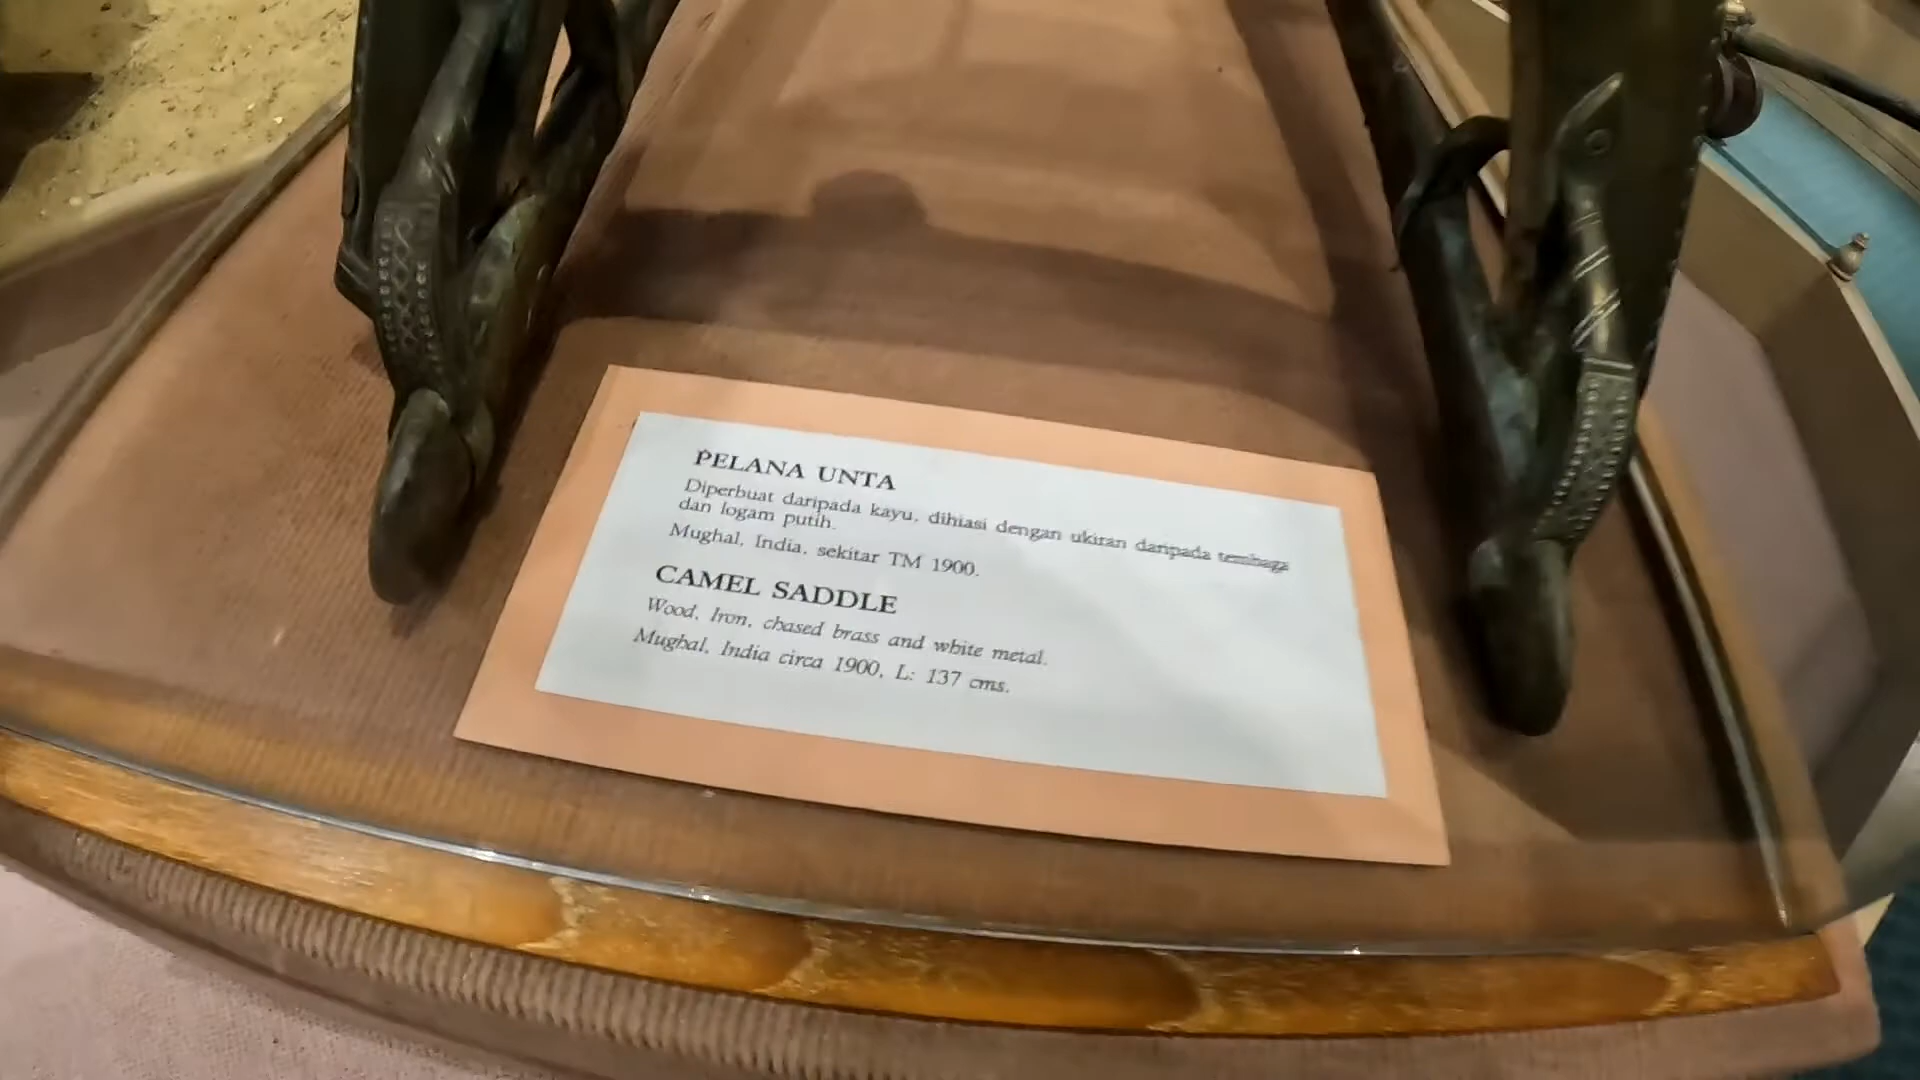 PELANA UNTA
Diperbuat daripada kayu, dihiasi dengan ukiran daripada tembaga
dan logam putih.
Mughal, India, sekitar TM 1900.
CAMEL SADDLE
Wood, Iron, chased brass and white metal.
Mughal, India circa 1900, L: 137 cms.